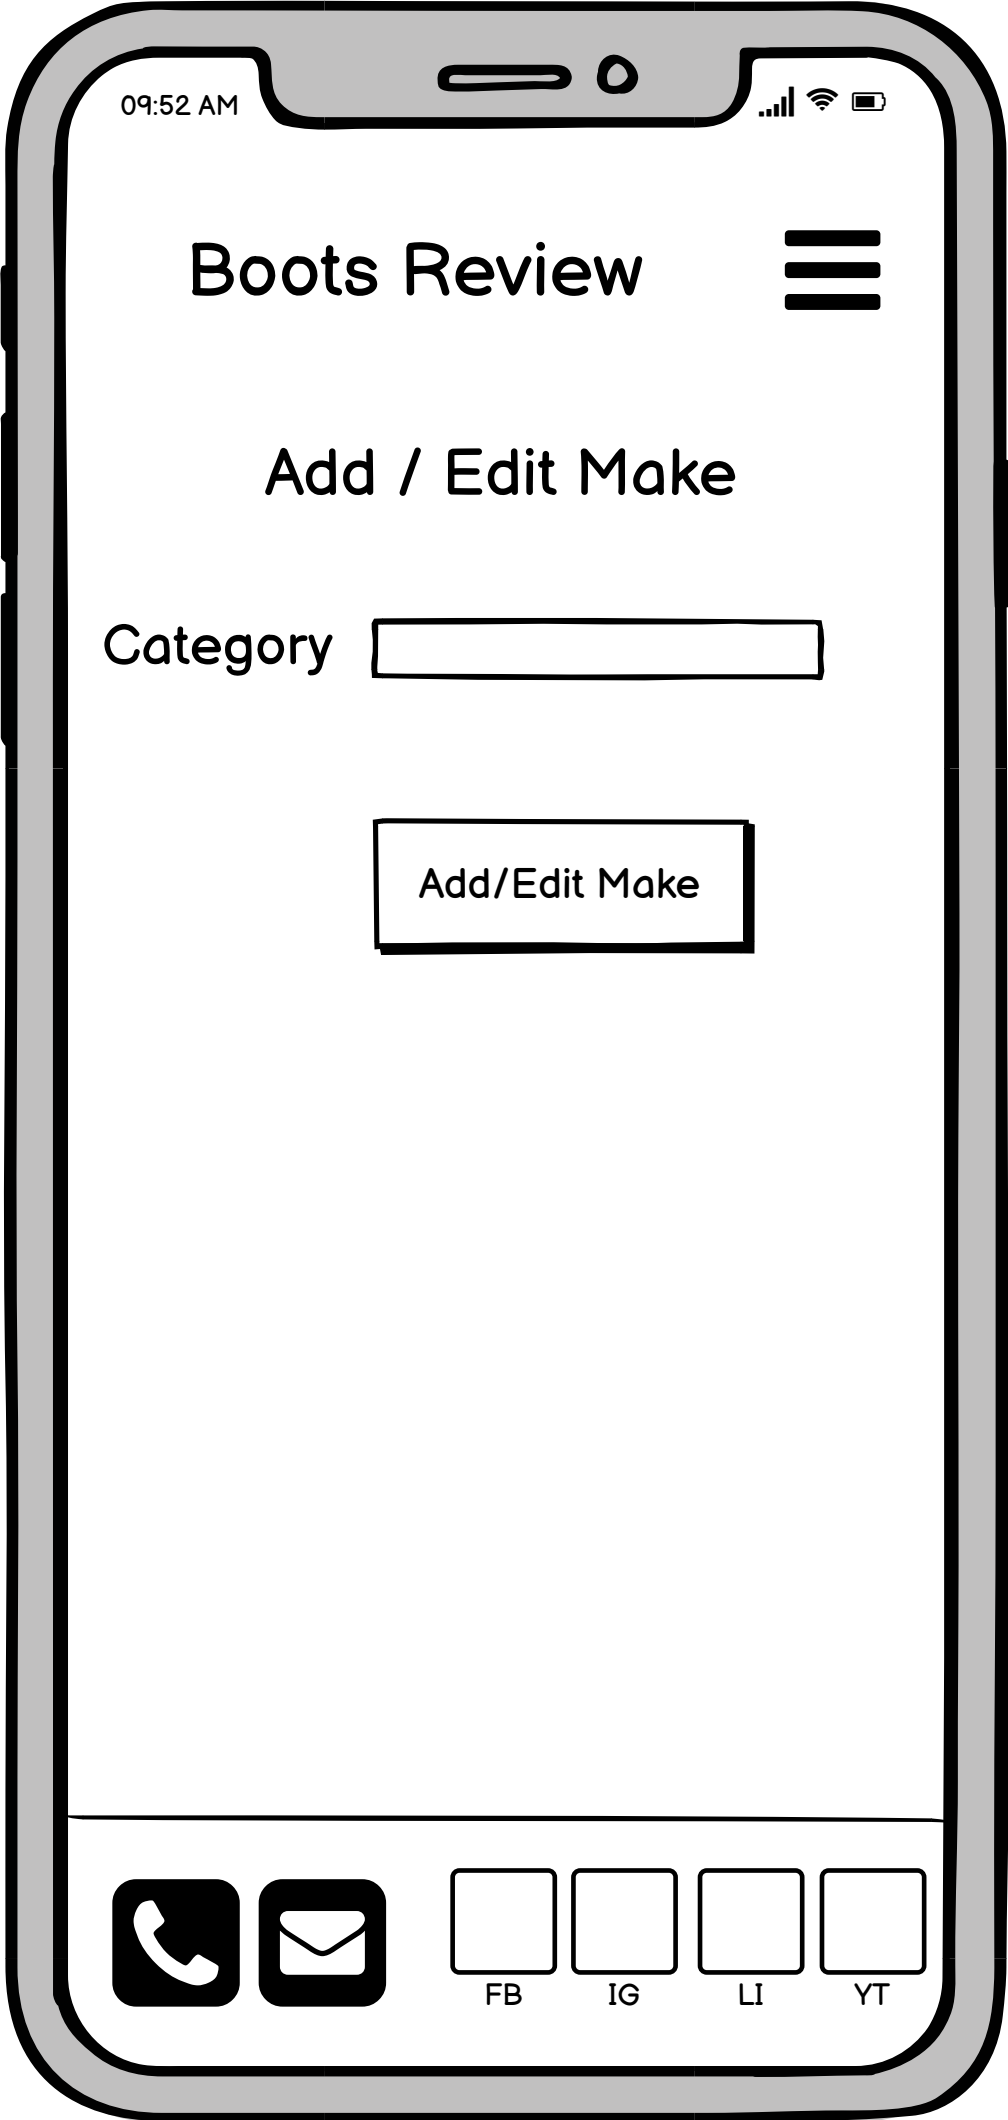 09:52 AM
Boots Review
Add / Edit Make
Category
Add/Edit Make
FB IG LI YT